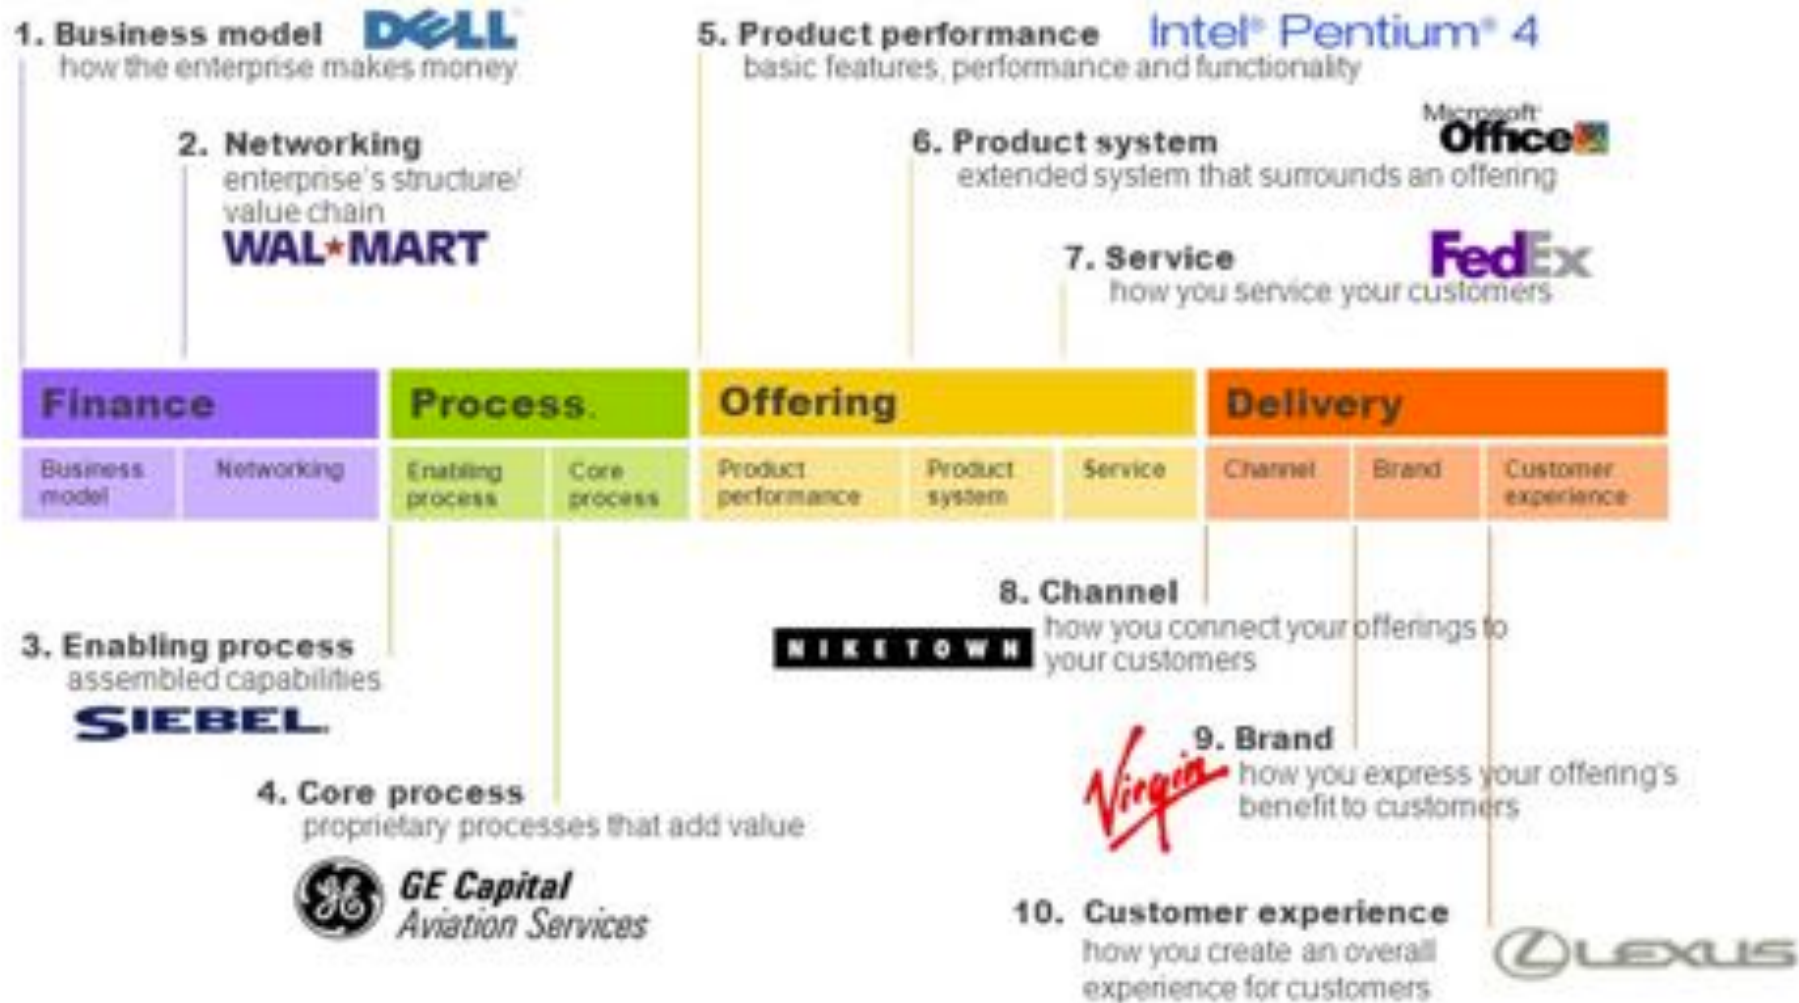 1. Business model DELL
how the enterprise makes money
2. Networking
enterprise's structure/
value chain
WAL★MART
5. Product performance Intel® Pentium® 4
basic features, performance and functionality
6. Product system
Microsoft
Office
extended system that surrounds an offering
7. Service FedEx
how you service your customers
Finance
Process.
Offering
Delivery
Business
model
Networking
Enabling
process
Core
process
Product
performance
Product
system
Service
Channel
Brand
Customer
experience
3. Enabling process
assembled capabilities
SIEBEL.
4. Core process
proprietary processes that add value
GE GE Capital
Aviation Services
8. Channel
NIKETOWN
how you connect your offerings to
your customers
9. Brand
Virgin
how you express your offering's
benefit to customers
10. Customer experience
how you create an overall
experience for customers
LEXUS